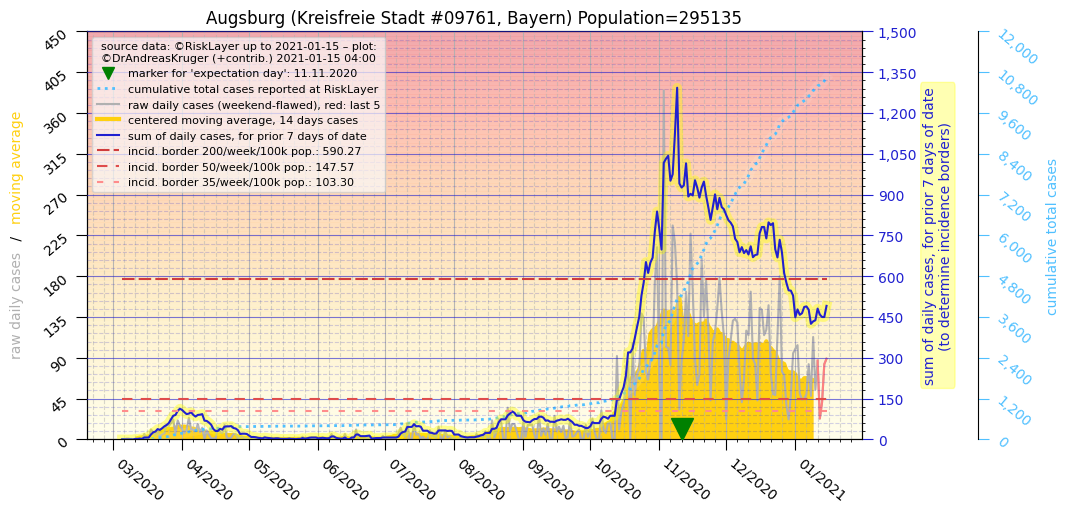 Augsburg (Kreisfreie Stadt #09761, Bayern) Population=295135
source data: ©RiskLayer up to 2021-01-15 – plot:
©DrAndreasKruger (+contrib.) 2021-01-15 04:00
marker for 'expectation day': 11.11.2020
cumulative total cases reported at RiskLayer
raw daily cases (weekend-flawed), red: last 5
centered moving average, 14 days cases
sum of daily cases, for prior 7 days of date
incid. border 200/week/100k pop.: 590.27
incid. border 50/week/100k pop.: 147.57
incid. border 35/week/100k pop.: 103.30
raw daily cases / moving average
450
405
360
315
270
225
180
135
90
45
0
03/2020
04/2020
05/2020
06/2020
07/2020
08/2020
09/2020
10/2020
11/2020
12/2020
01/2021
1,500
1,350
1,200
1,050
900
750
600
450
300
150
0
sum of daily cases, for prior 7 days of date
(to determine incidence borders)
12,000
10,800
9,600
8,400
7,200
6,000
4,800
3,600
2,400
1,200
0
cumulative total cases